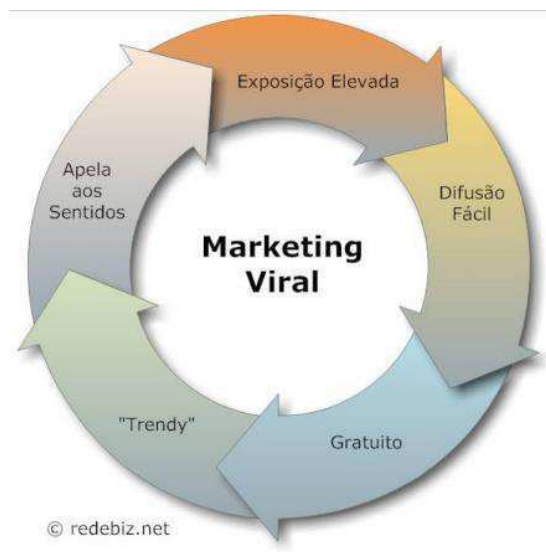 Exposição Elevada
Difusão
Fácil
Gratuito
"Trendy"
Apela
aos
Sentidos
Marketing
Viral
© redebiz.net